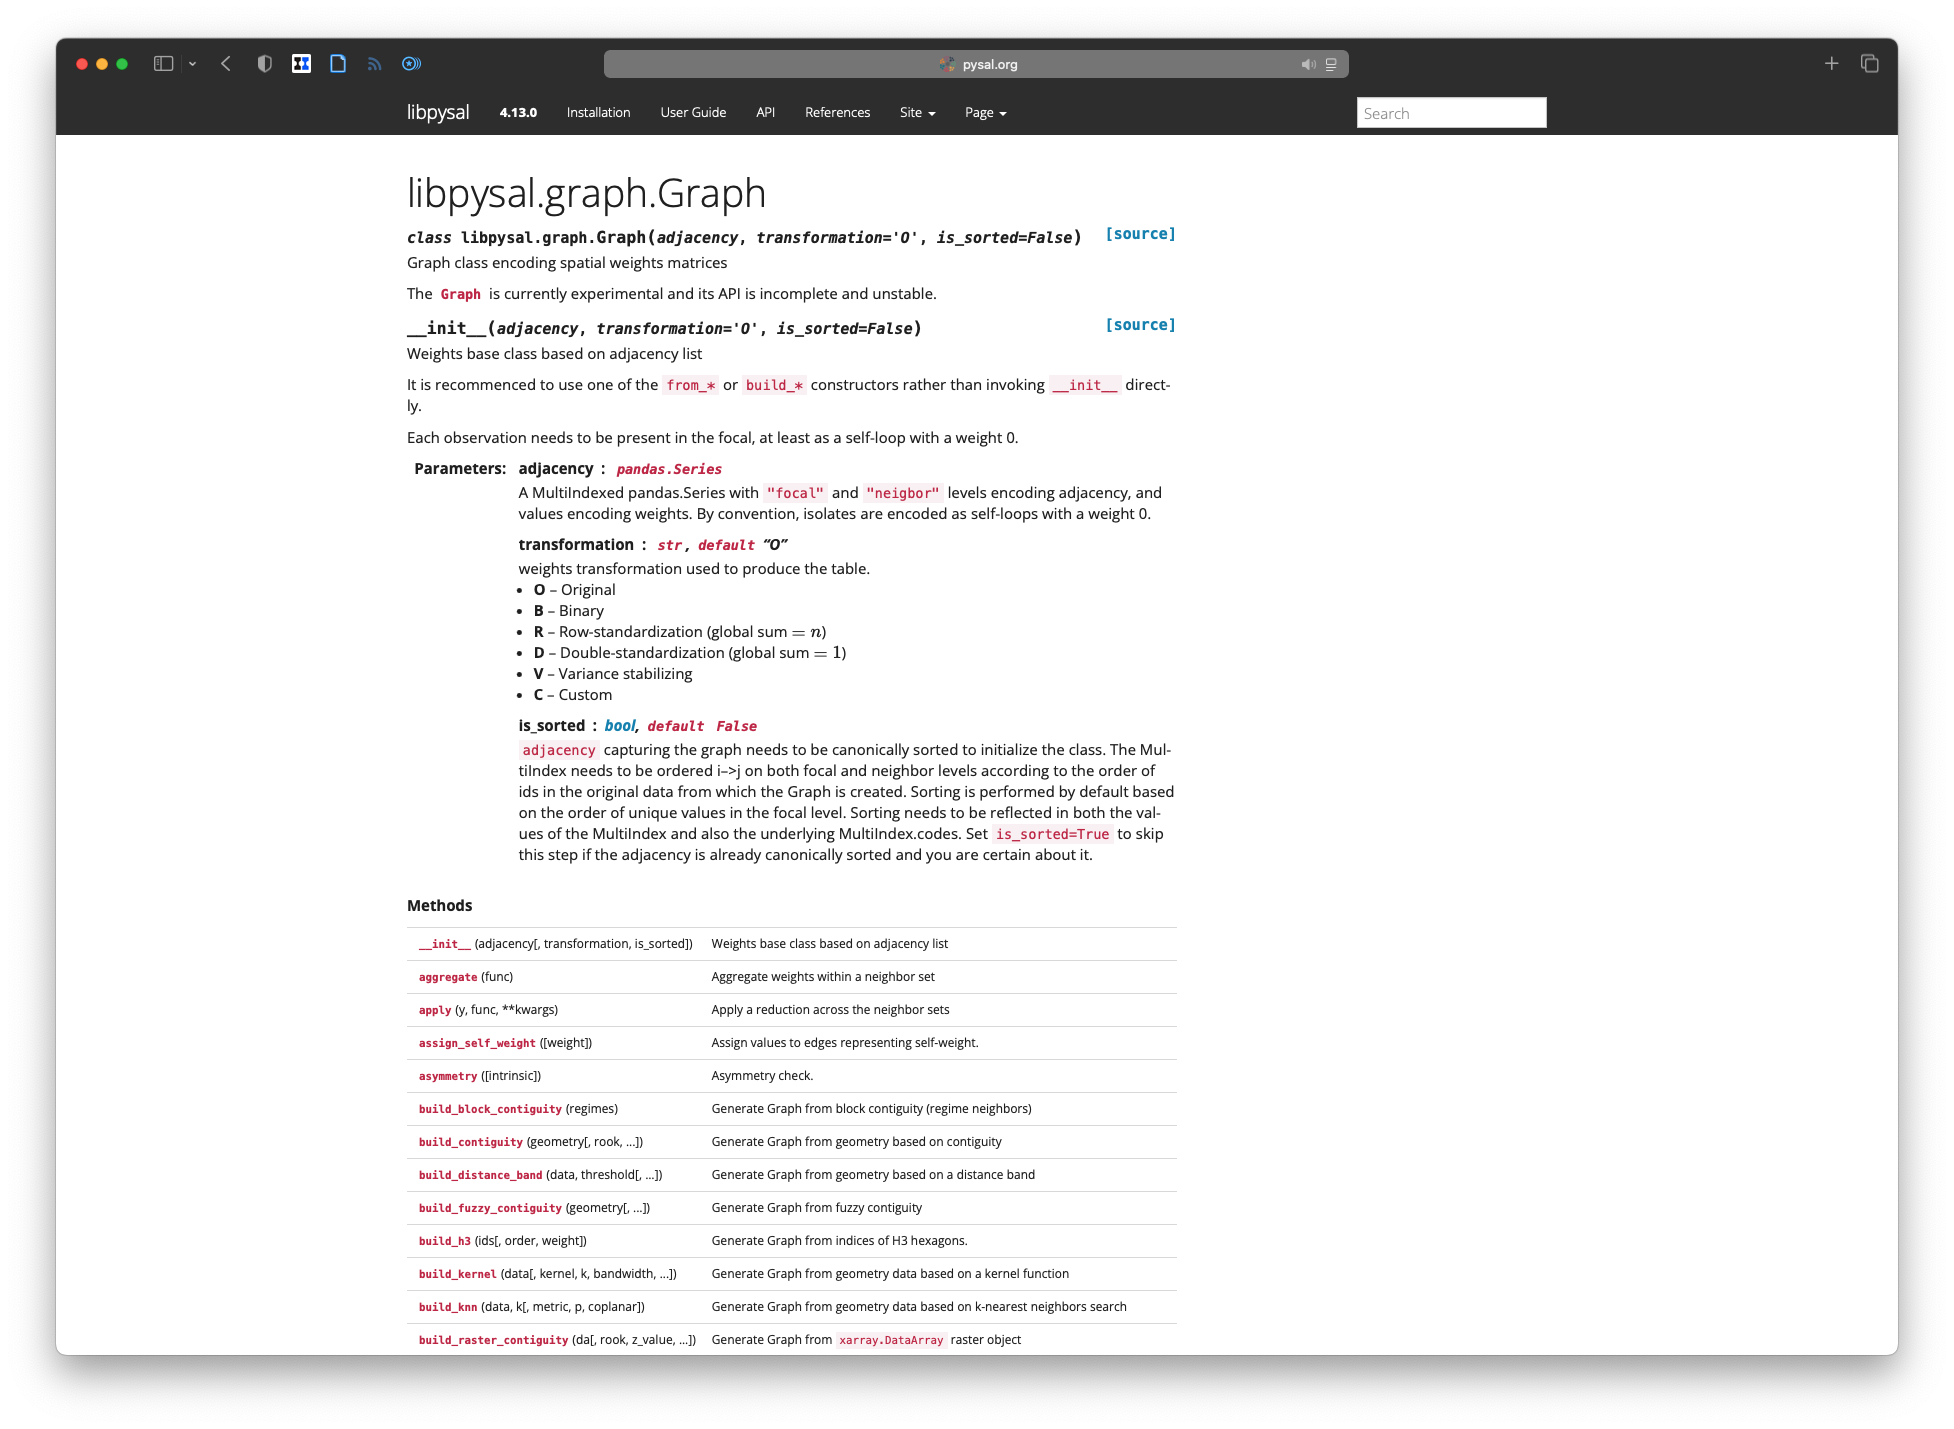 pysal.org
libpysal 4.13.0 Installation User Guide API References Site Page Search
libpysal.graph.Graph
class libpysal.graph.Graph(adjacency, transformation='O', is_sorted=False) [source]
Graph class encoding spatial weights matrices
The Graph is currently experimental and its API is incomplete and unstable.
__init__(adjacency, transformation='O', is_sorted=False) [source]
Weights base class based on adjacency list
It is recommenced to use one of the from_* or build_* constructors rather than invoking __init__ direct-
ly.
Each observation needs to be present in the focal, at least as a self-loop with a weight 0.
Parameters: adjacency : pandas.Series
A MultiIndexed pandas.Series with "focal" and "neigbor" levels encoding adjacency, and
values encoding weights. By convention, isolates are encoded as self-loops with a weight 0.
transformation : str, default “O”
weights transformation used to produce the table.
• O – Original
• B – Binary
• R – Row-standardization (global sum = n)
• D – Double-standardization (global sum = 1)
• V – Variance stabilizing
• C – Custom
is_sorted : bool, default False
adjacency capturing the graph needs to be canonically sorted to initialize the class. The Mul-
tiIndex needs to be ordered i–>j on both focal and neighbor levels according to the order of
ids in the original data from which the Graph is created. Sorting is performed by default based
on the order of unique values in the focal level. Sorting needs to be reflected in both the val-
ues of the MultiIndex and also the underlying MultiIndex.codes. Set is_sorted=True to skip
this step if the adjacency is already canonically sorted and you are certain about it.
Methods
__init__ (adjacency[, transformation, is_sorted]) Weights base class based on adjacency list
aggregate (func) Aggregate weights within a neighbor set
apply (y, func, **kwargs) Apply a reduction across the neighbor sets
assign_self_weight ([weight]) Assign values to edges representing self-weight.
asymmetry ([intrinsic]) Asymmetry check.
build_block_contiguity (regimes) Generate Graph from block contiguity (regime neighbors)
build_contiguity (geometry[, rook, ...]) Generate Graph from geometry based on contiguity
build_distance_band (data, threshold[, ...]) Generate Graph from geometry based on a distance band
build_fuzzy_contiguity (geometry[, ...]) Generate Graph from fuzzy contiguity
build_h3 (ids[, order, weight]) Generate Graph from indices of H3 hexagons.
build_kernel (data[, kernel, k, bandwidth, ...]) Generate Graph from geometry data based on a kernel function
build_knn (data, k[, metric, p, coplanar]) Generate Graph from geometry data based on k-nearest neighbors search
build_raster_contiguity (da[, rook, z_value, ...]) Generate Graph from xarray.DataArray raster object